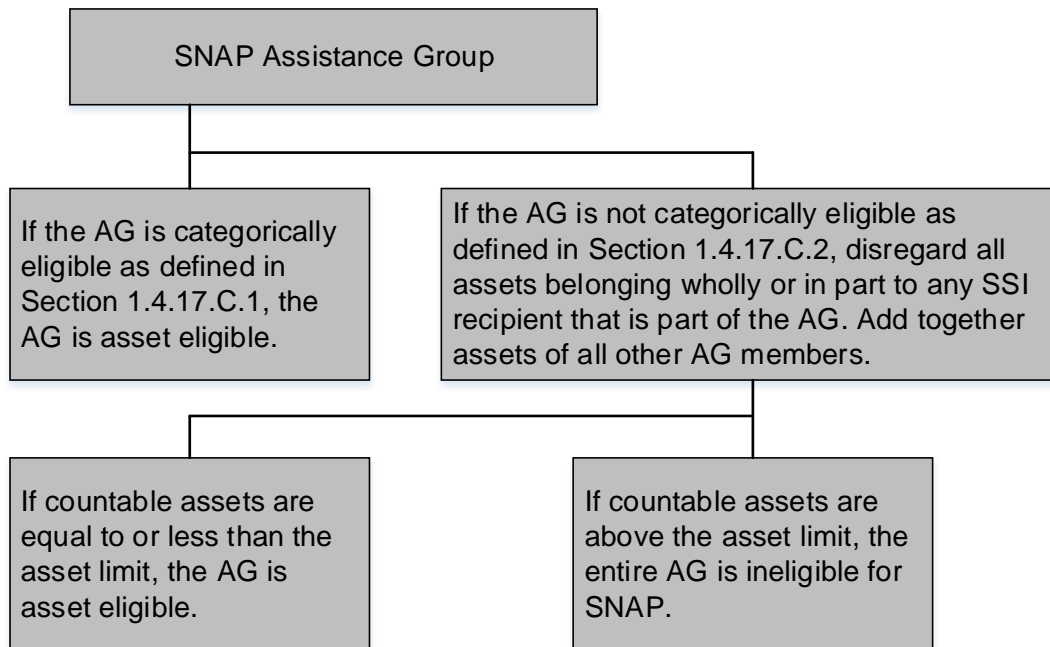 SNAP Assistance Group
If the AG is categorically
eligible as defined in
Section 1.4.17.C.1, the
AG is asset eligible.
If the AG is not categorically eligible as
defined in Section 1.4.17.C.2, disregard all
assets belonging wholly or in part to any SSI
recipient that is part of the AG. Add together
assets of all other AG members.
If countable assets are
equal to or less than the
asset limit, the AG is
asset eligible.
If countable assets are
above the asset limit, the
entire AG is ineligible for
SNAP.